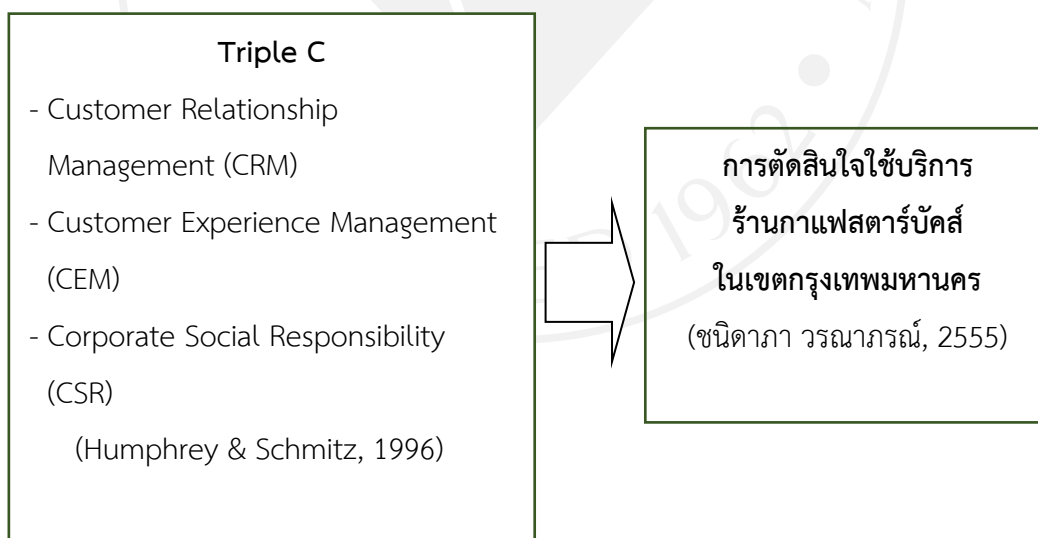 Triple C
- Customer Relationship
Management (CRM)
- Customer Experience Management
(CEM)
- Corporate Social Responsibility
(CSR)
(Humphrey & Schmitz, 1996)
การตัดสินใจใช้บริการ
ร้านกาแฟสตาร์บัคส์
ในเขตกรุงเทพมหานคร
(ชนิดาภา วรณาภรณ์, 2555)
1962